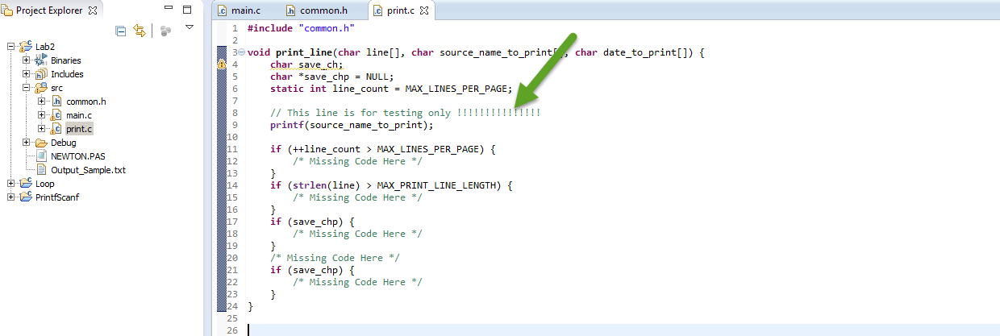 Project Explorer
Lab2
Binaries
Includes
src
common.h
main.c
print.c
Debug
NEWTON.PAS
Output_Sample.txt
Loop
PrintfScanf
main.c common.h print.c
1 #include "common.h"
2
3 void print_line(char line[], char source_name_to_print[], char date_to_print[]) {
4 char save_ch;
5 char *save_chp = NULL;
6 static int line_count = MAX_LINES_PER_PAGE;
7
8 // This line is for testing only !!!!!!!!!!!!!!!
9 printf(source_name_to_print);
10
11 if (++line_count > MAX_LINES_PER_PAGE) {
12 /* Missing Code Here */
13 }
14 if (strlen(line) > MAX_PRINT_LINE_LENGTH) {
15 /* Missing Code Here */
16 }
17 if (save_chp) {
18 /* Missing Code Here */
19 }
20 /* Missing Code Here */
21 if (save_chp) {
22 /* Missing Code Here */
23 }
24 }
25
26